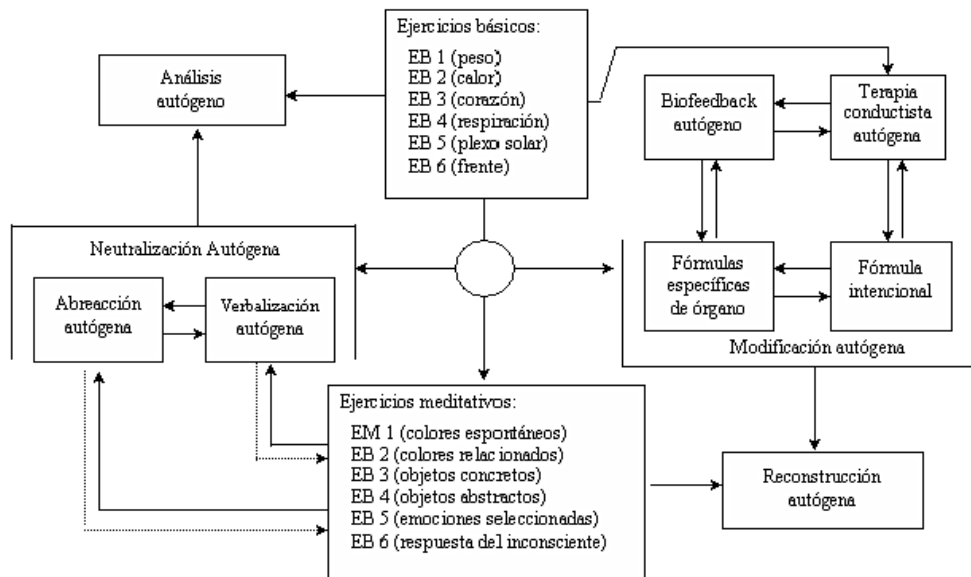 Ejercicios básicos:
EB 1 (peso)
EB 2 (calor)
EB 3 (corazón)
EB 4 (respiración)
EB 5 (plexo solar)
EB 6 (frente)
Análisis
autógeno
Biofeedback
autógeno
Terapia
conductista
autógena
Neutralización Autógena
Abreacción
autógena
Verbalización
autógena
Fórmulas
específicas
de órgano
Fórmula
intencional
Modificación autógena
Ejercicios meditativos:
EM 1 (colores espontáneos)
EB 2 (colores relacionados)
EB 3 (objetos concretos)
EB 4 (objetos abstractos)
EB 5 (emociones seleccionadas)
EB 6 (respuesta del inconsciente)
Reconstrucción
autógena